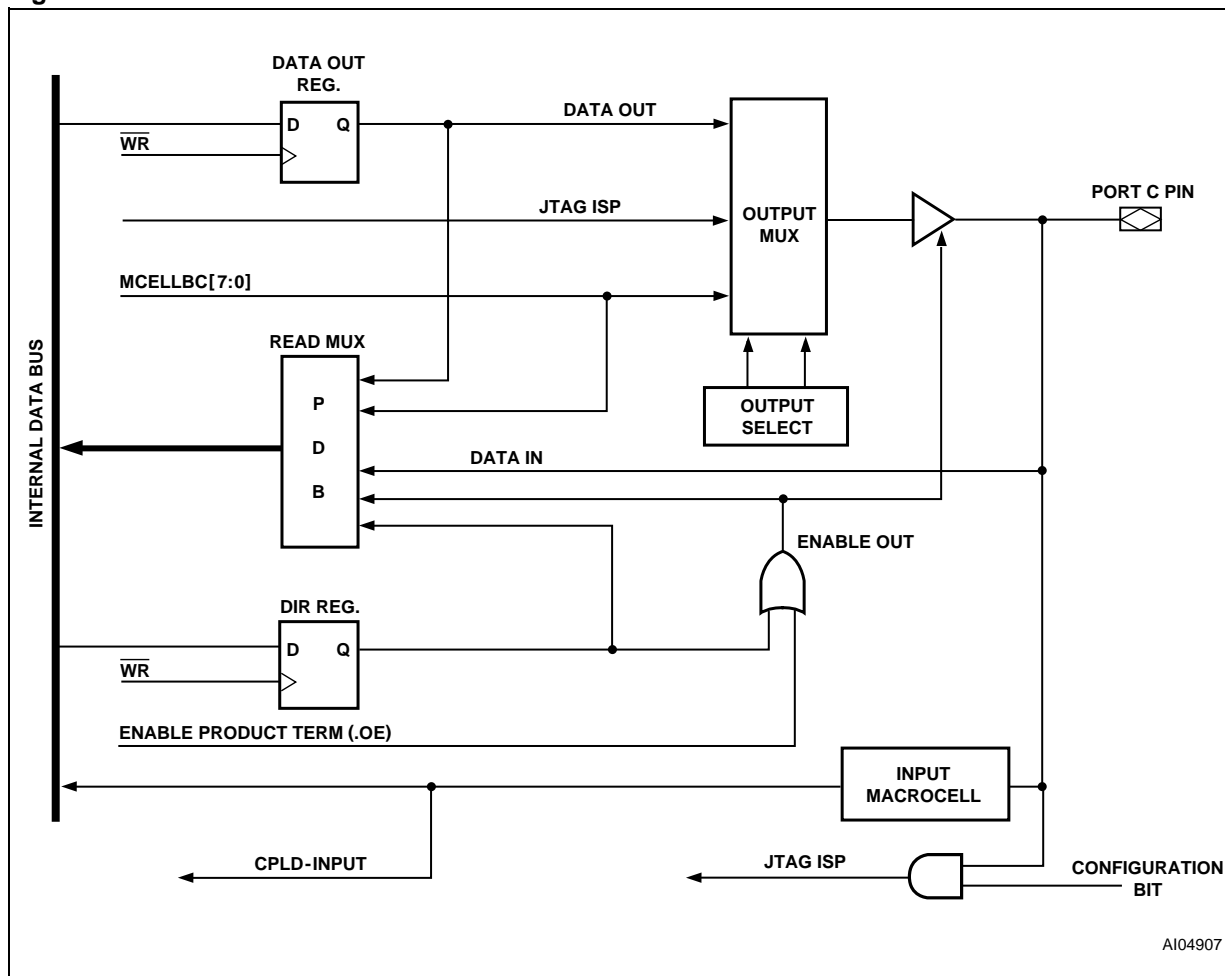 DATA OUT
REG.
D Q
WR
DATA OUT
JTAG ISP
MCELLBC[7:0]
OUTPUT
MUX
PORT C PIN
READ MUX
P
D
B
OUTPUT
SELECT
INTERNAL DATA BUS
DATA IN
ENABLE OUT
DIR REG.
D Q
WR
ENABLE PRODUCT TERM (.OE)
INPUT
MACROCELL
CPLD-INPUT
JTAG ISP
CONFIGURATION
BIT
AI04907